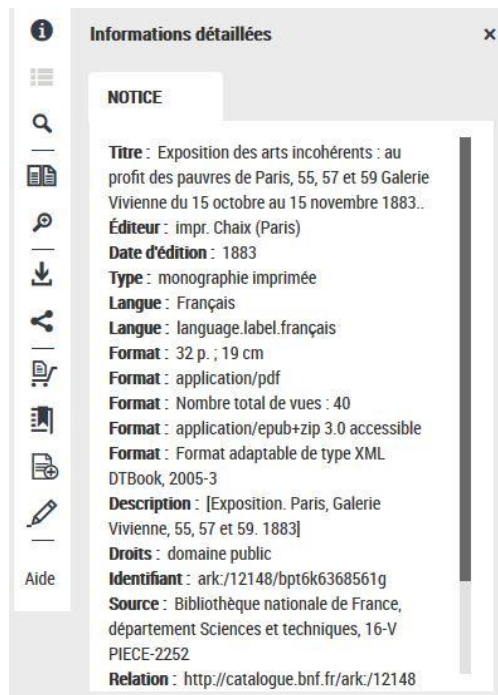 Informations détaillées
×
NOTICE
Titre : Exposition des arts incohérents : au
profit des pauvres de Paris, 55, 57 et 59 Galerie
Vivienne du 15 octobre au 15 novembre 1883..
Éditeur : impr. Chaix (Paris)
Date d'édition : 1883
Type : monographie imprimée
Langue : Français
Langue : language.label.français
Format : 32 p. ; 19 cm
Format : application/pdf
Format : Nombre total de vues : 40
Format : application/epub+zip 3.0 accessible
Format : Format adaptable de type XML
DTBook, 2005-3
Description : [Exposition. Paris, Galerie
Vivienne, 55, 57 et 59. 1883]
Droits : domaine public
Identifiant : ark:/12148/bpt6k6368561g
Source : Bibliothèque nationale de France,
département Sciences et techniques, 16-V
PIECE-2252
Relation : http://catalogue.bnf.fr/ark:/12148
Aide